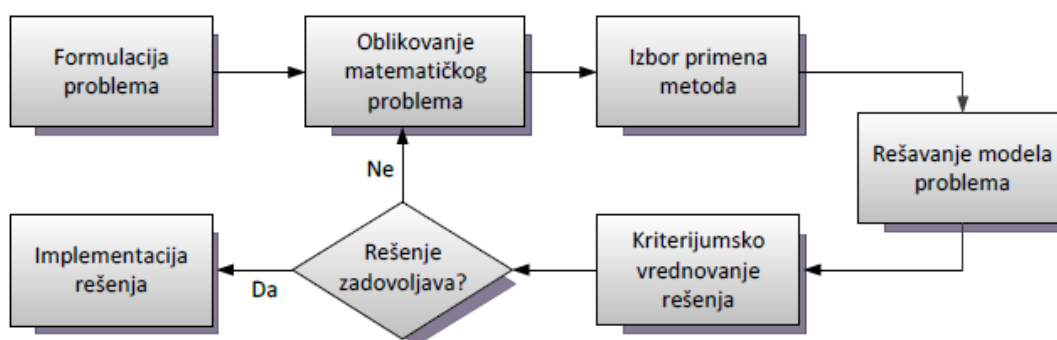 Formulacija
problema
Oblikovanje
matematičkog
problema
Izbor primena
metoda
Rešavanje modela
problema
Kriterijumsko
vrednovanje
rešenja
Rešenje
zadovoljava?
Ne
Da
Implementacija
rešenja